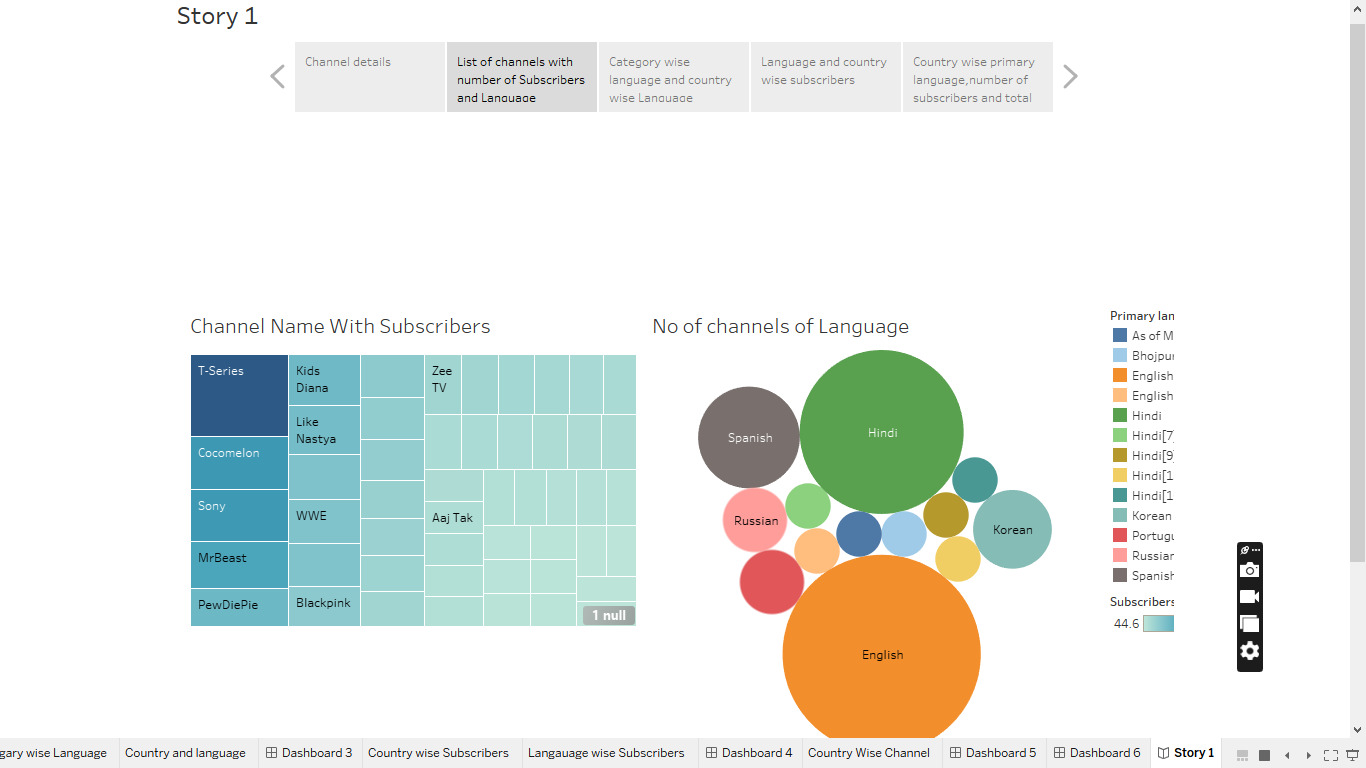 Story 1
Channel details
List of channels with
number of Subscribers
and Language
Category wise
language and country
wise Language
Language and country
wise subscribers
Country wise primary
language,number of
subscribers and total
Channel Name With Subscribers
T-Series
Cocomelon
Sony
MrBeast
PewDiePie
Kids
Diana
Like
Nastya
WWE
Blackpink
Zee
TV
Aaj Tak
1 null
No of channels of Language
Spanish
Hindi
Russian
Korean
English
Primary lan
As of M
Bhojpu
English
English
Hindi
Hindi[7
Hindi[9
Hindi[1
Hindi[1
Korean
Portugu
Russian
Spanish
Subscribers
44.6
gary wise Language
Country and language
Dashboard 3
Country wise Subscribers
Langauage wise Subscribers
Dashboard 4
Country Wise Channel
Dashboard 5
Dashboard 6
Story 1